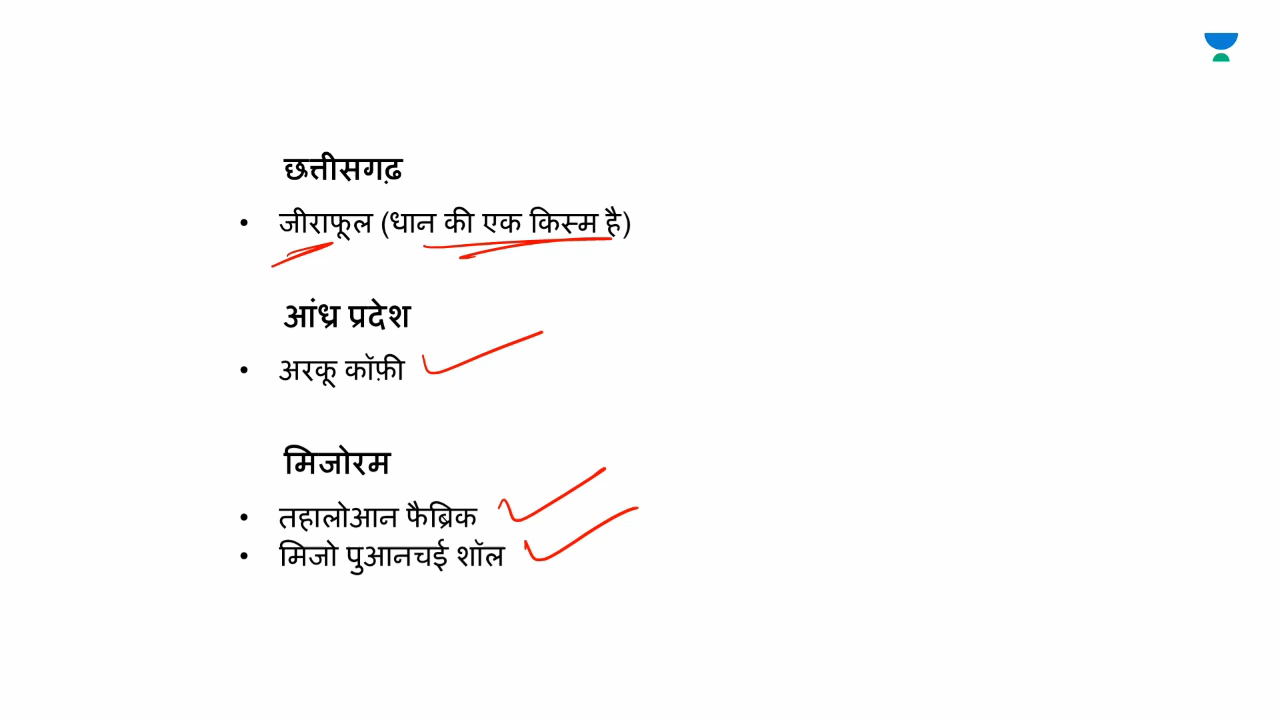 छत्तीसगढ़
• जीराफूल (धान की एक किस्म है)
आंध्र प्रदेश
• अरकू कॉफ़ी
मिजोरम
• तहालोआन फैब्रिक
• मिजो पुआनचई शॉल